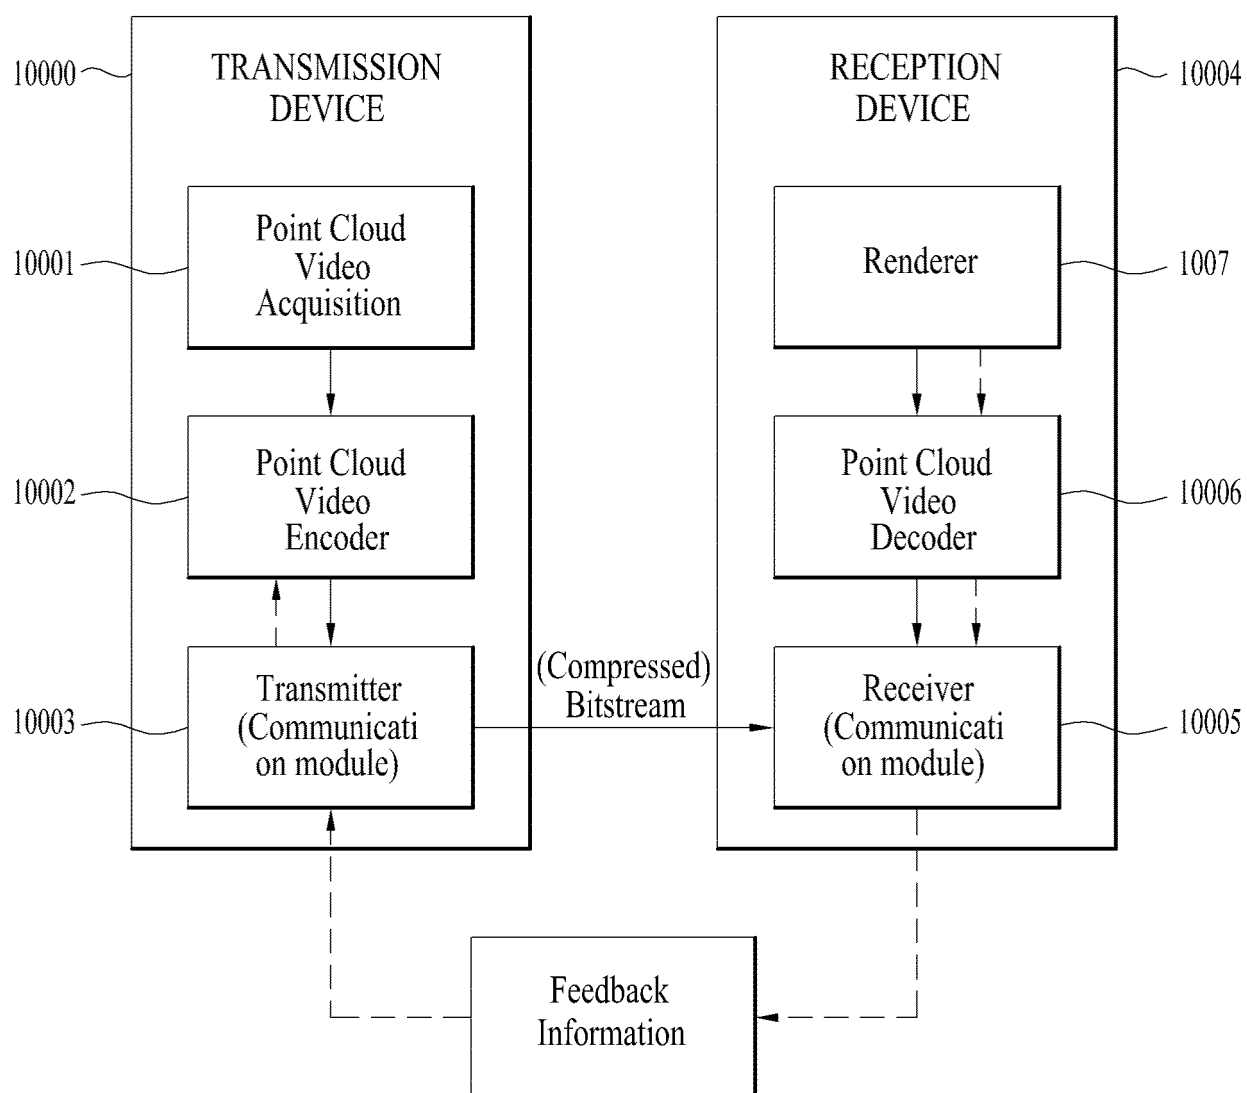 10000
TRANSMISSION
DEVICE
10001
Point Cloud
Video
Acquisition
10002
Point Cloud
Video
Encoder
10003
Transmitter
(Communicati
on module)
(Compressed)
Bitstream
RECEPTION
DEVICE
10004
Renderer
1007
Point Cloud
Video
Decoder
10006
Receiver
(Communicati
on module)
10005
Feedback
Information